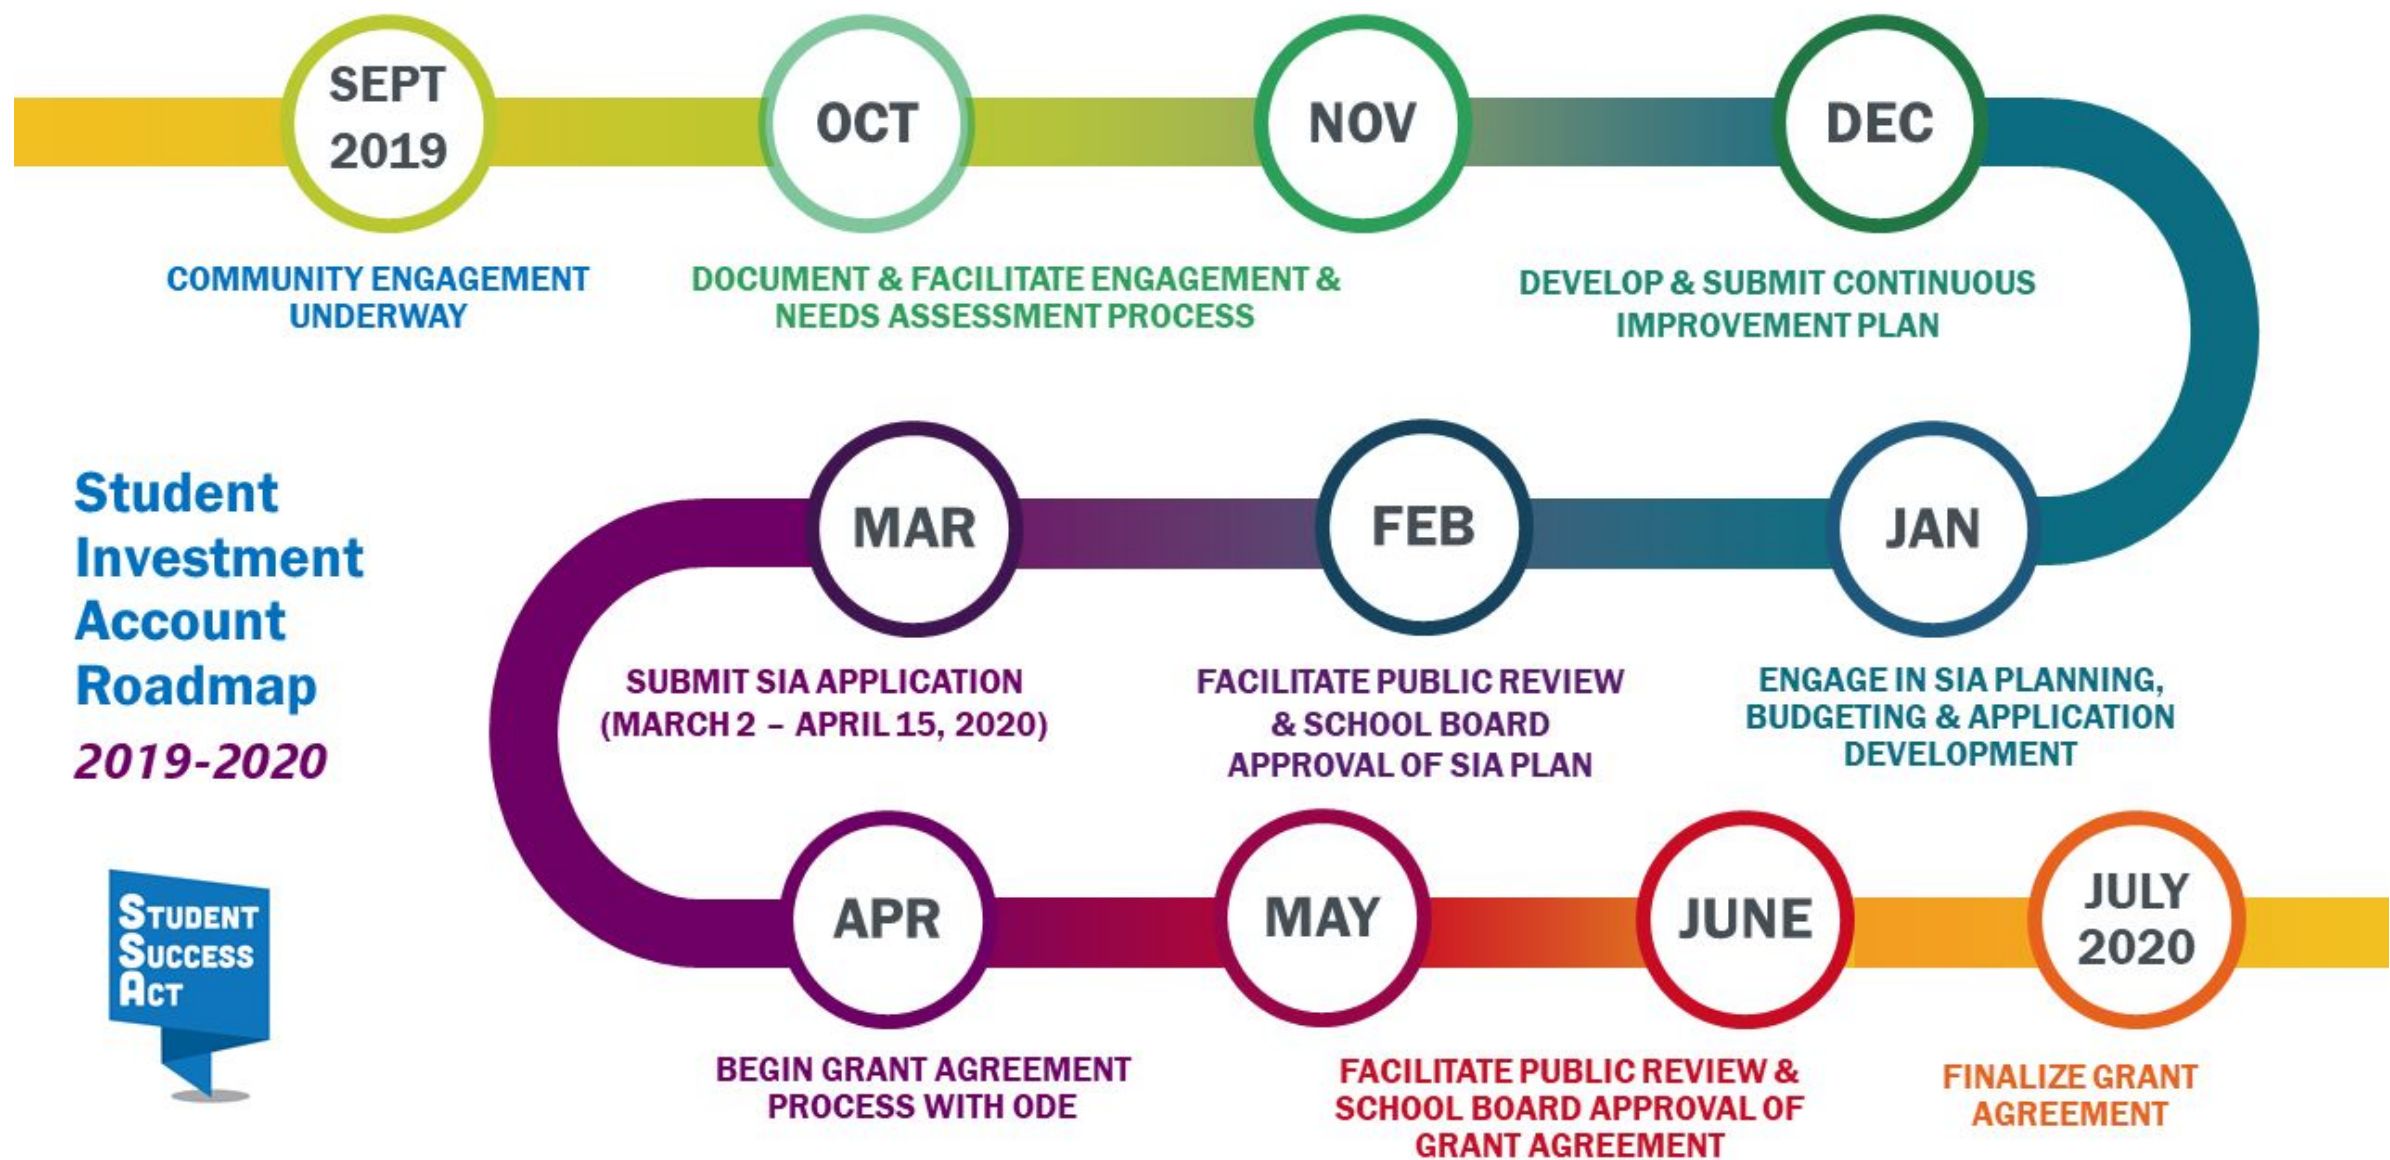 SEPT
2019
OCT
NOV
DEC
COMMUNITY ENGAGEMENT
UNDERWAY
DOCUMENT & FACILITATE ENGAGEMENT &
NEEDS ASSESSMENT PROCESS
DEVELOP & SUBMIT CONTINUOUS
IMPROVEMENT PLAN
Student
Investment
Account
Roadmap
2019-2020
JAN
FEB
MAR
ENGAGE IN SIA PLANNING,
BUDGETING & APPLICATION
DEVELOPMENT
FACILITATE PUBLIC REVIEW
& SCHOOL BOARD
APPROVAL OF SIA PLAN
SUBMIT SIA APPLICATION
(MARCH 2 – APRIL 15, 2020)
APR
MAY
JUNE
JULY
2020
BEGIN GRANT AGREEMENT
PROCESS WITH ODE
FACILITATE PUBLIC REVIEW &
SCHOOL BOARD APPROVAL OF
GRANT AGREEMENT
FINALIZE GRANT
AGREEMENT
STUDENT
SUCCESS
ACT